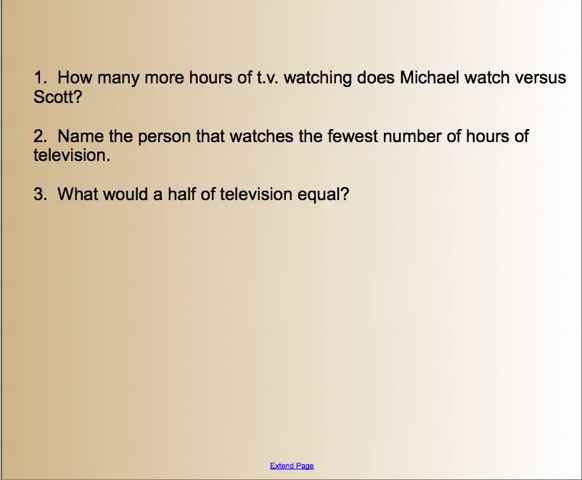 1.  How many more hours of t.v. watching does Michael watch versus
Scott?
2.  Name the person that watches the fewest number of hours of
television.
3.  What would a half of television equal?
Extend Page